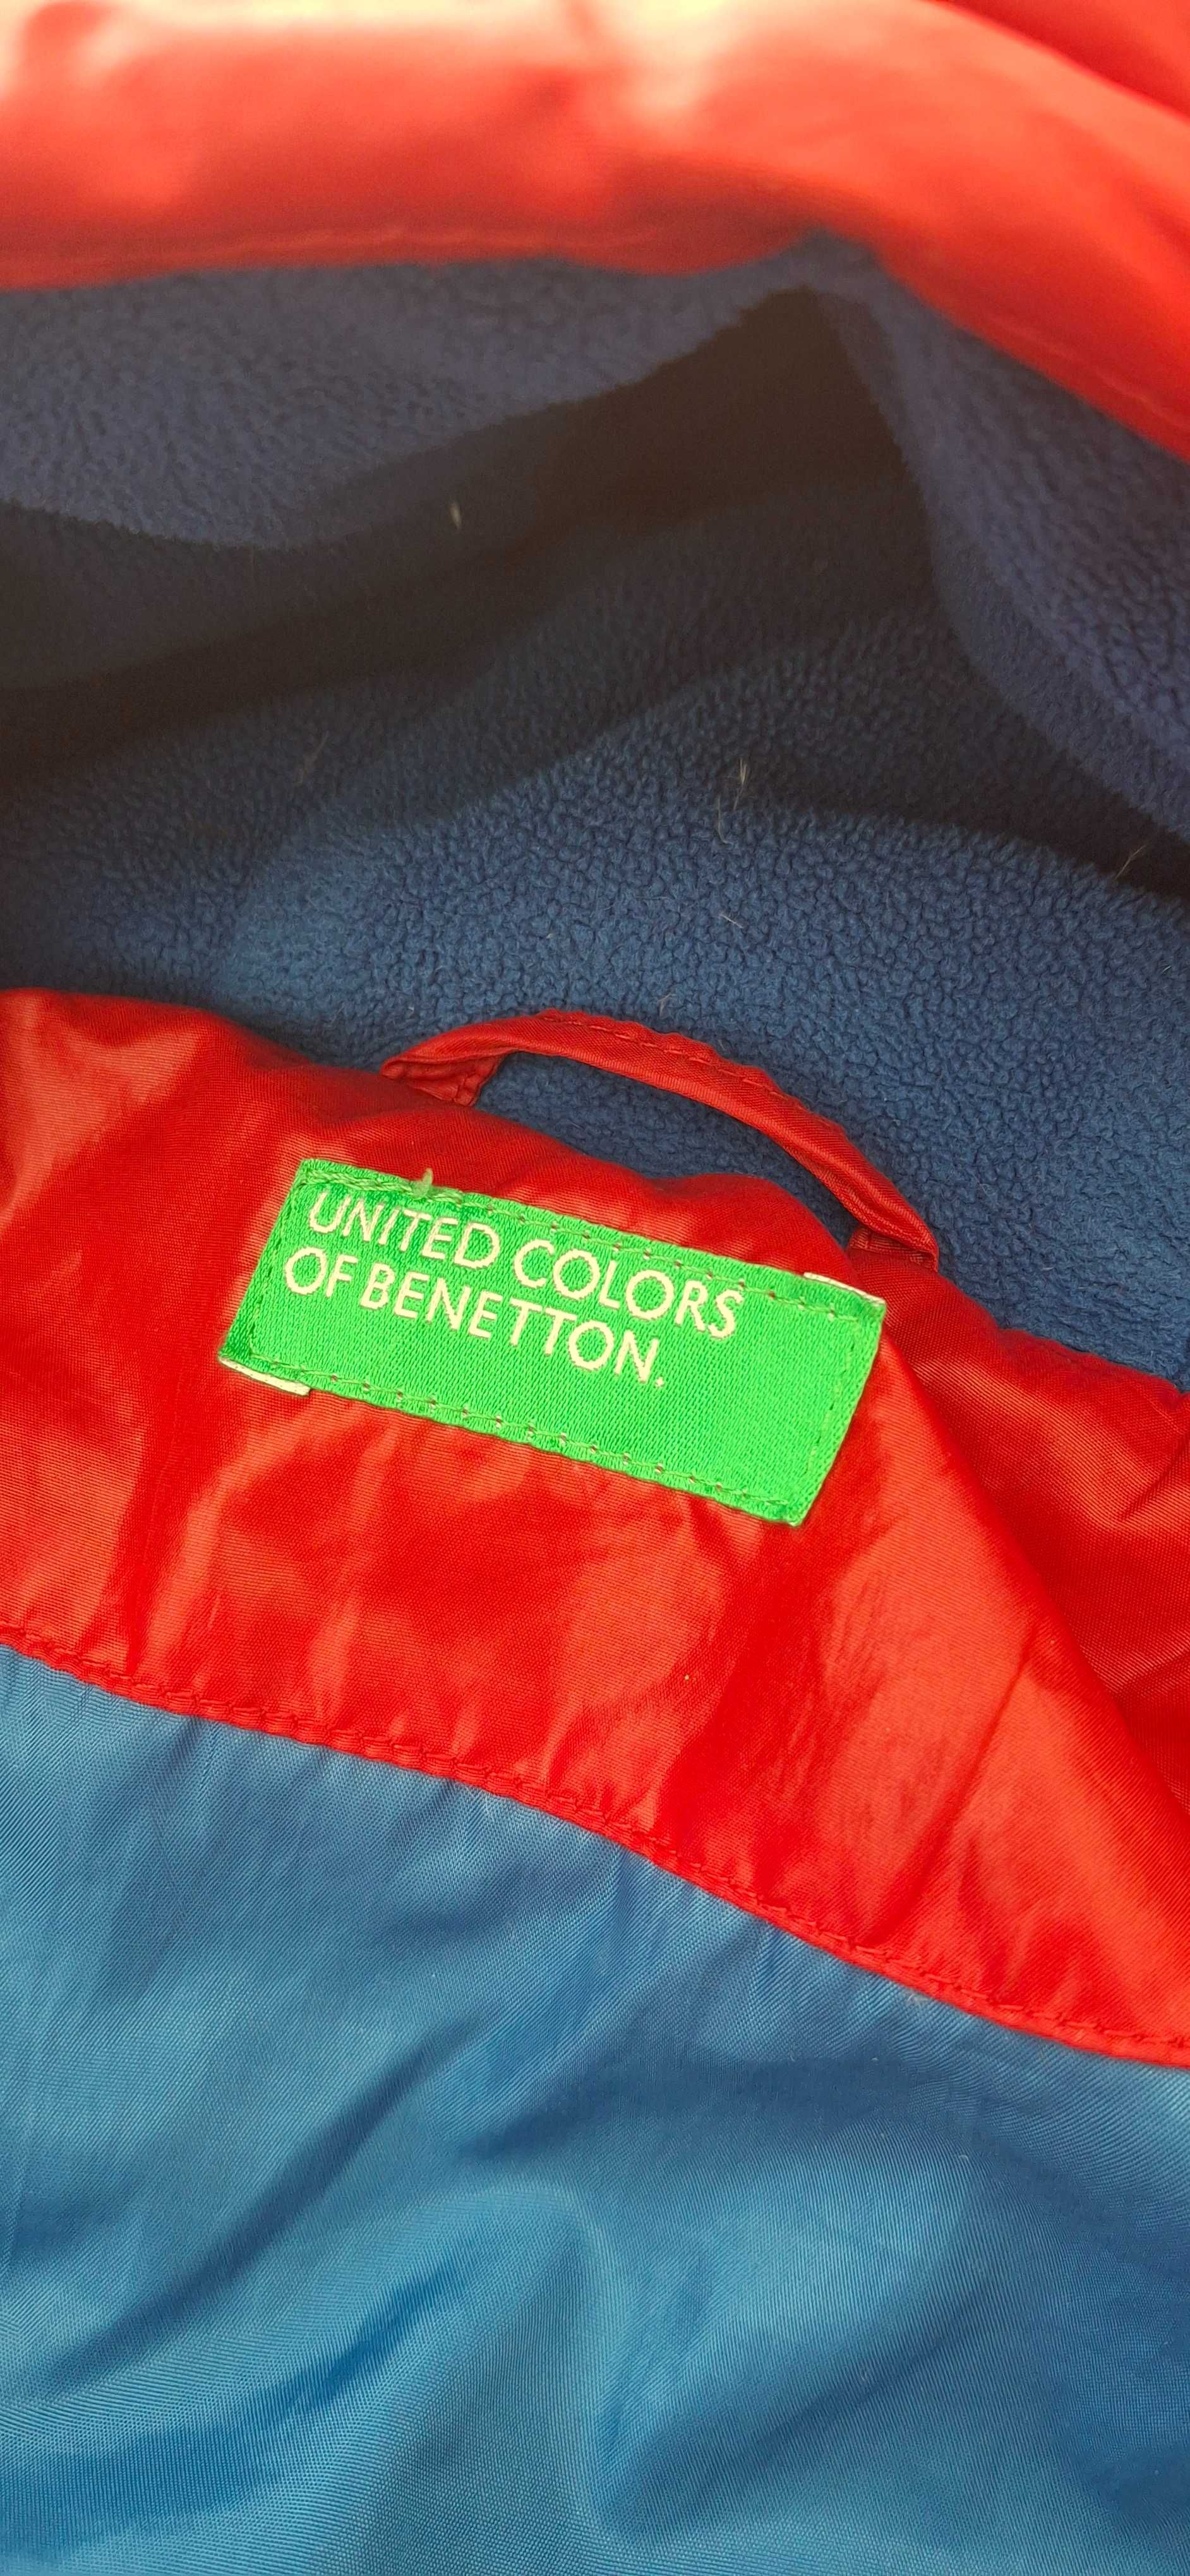 UNITED COLORS
OF BENETTON.